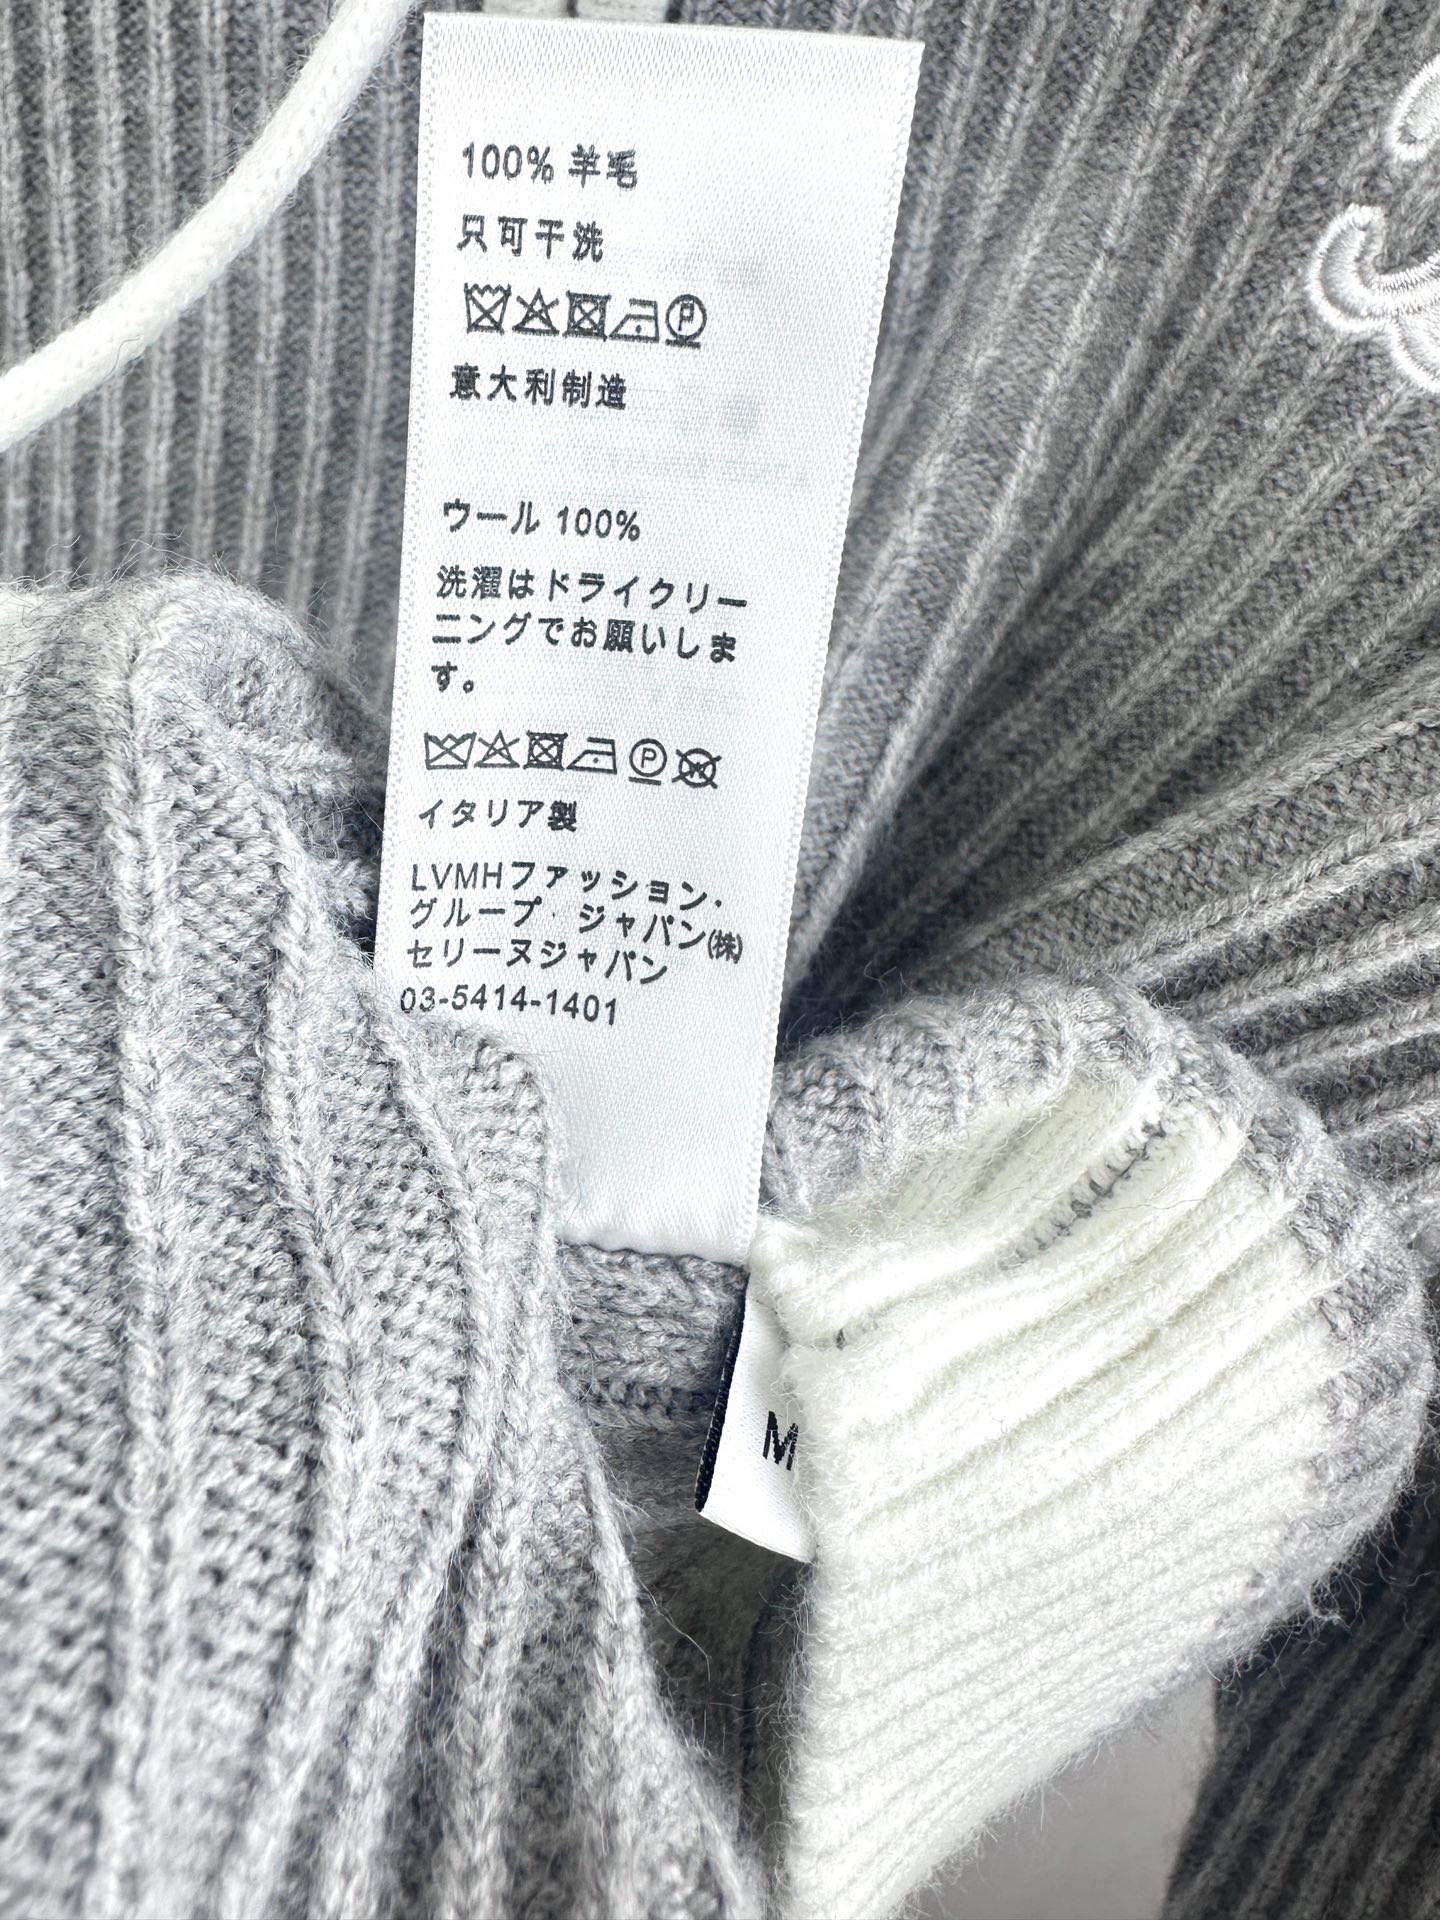 100% 羊毛
只可干洗
P
意大利制造
ウール 100%
洗濯はドライクリー
ニングでお願いしま
す。
P W
イタリア製
LVMHファッション·
グループ·ジャパン(株)
セリーヌジャパン
03-5414-1401
M